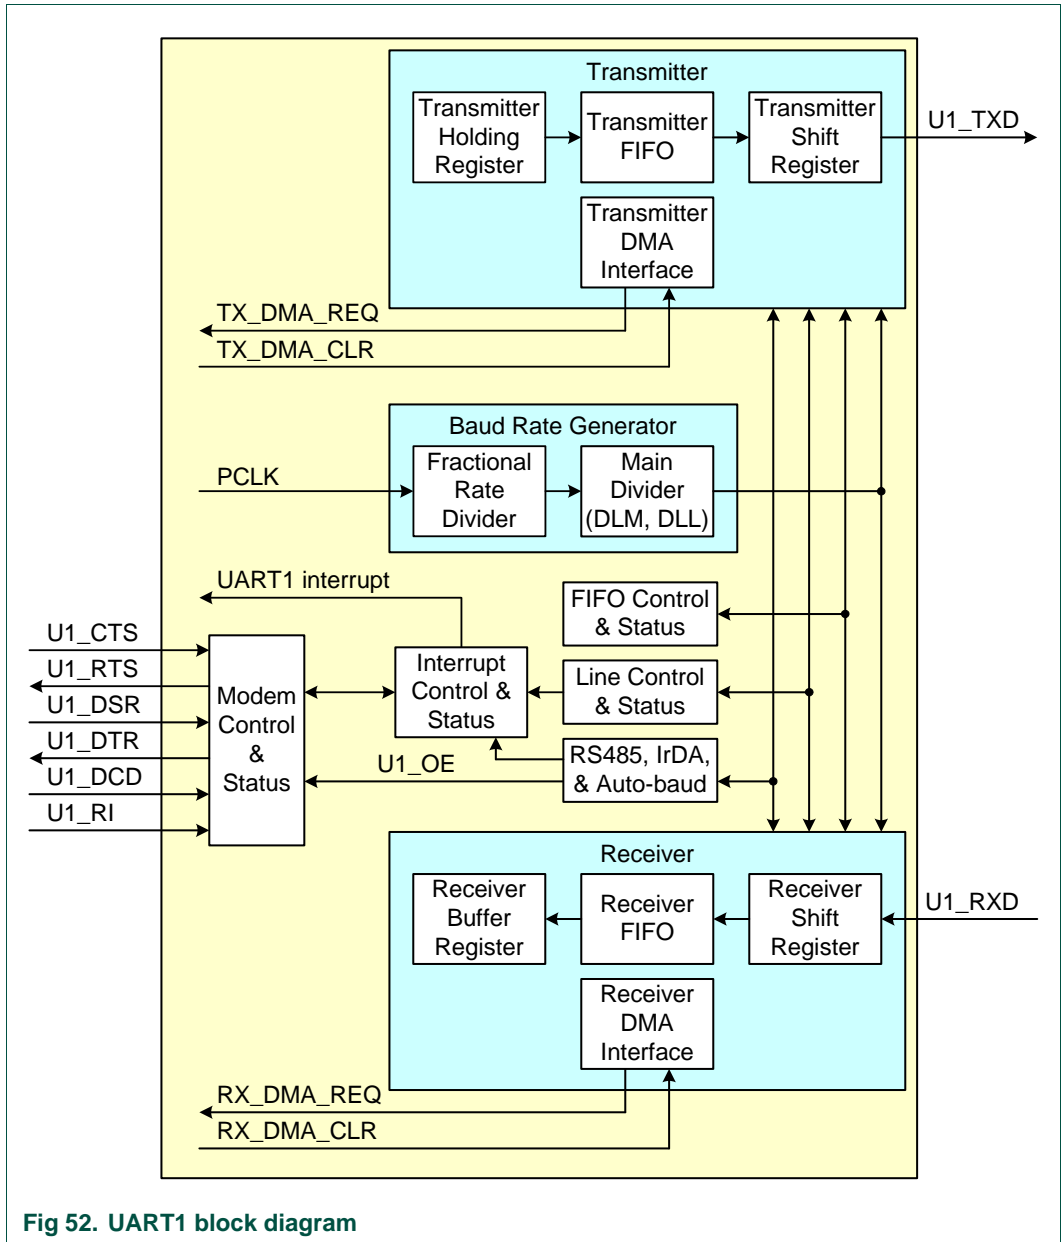 Transmitter
Transmitter
Holding
Register
Transmitter
FIFO
Transmitter
Shift
Register
U1_TXD
Transmitter
DMA
Interface
TX_DMA_REQ
TX_DMA_CLR
Baud Rate Generator
PCLK
Fractional
Rate
Divider
Main
Divider
(DLM, DLL)
UART1 interrupt
FIFO Control
& Status
U1_CTS
U1_RTS
U1_DSR
U1_DTR
U1_DCD
U1_RI
Modem
Control
&
Status
Interrupt
Control &
Status
Line Control
& Status
U1_OE
RS485, IrDA,
& Auto-baud
Receiver
Receiver
Buffer
Register
Receiver
FIFO
Receiver
Shift
Register
U1_RXD
Receiver
DMA
Interface
RX_DMA_REQ
RX_DMA_CLR
Fig 52. UART1 block diagram